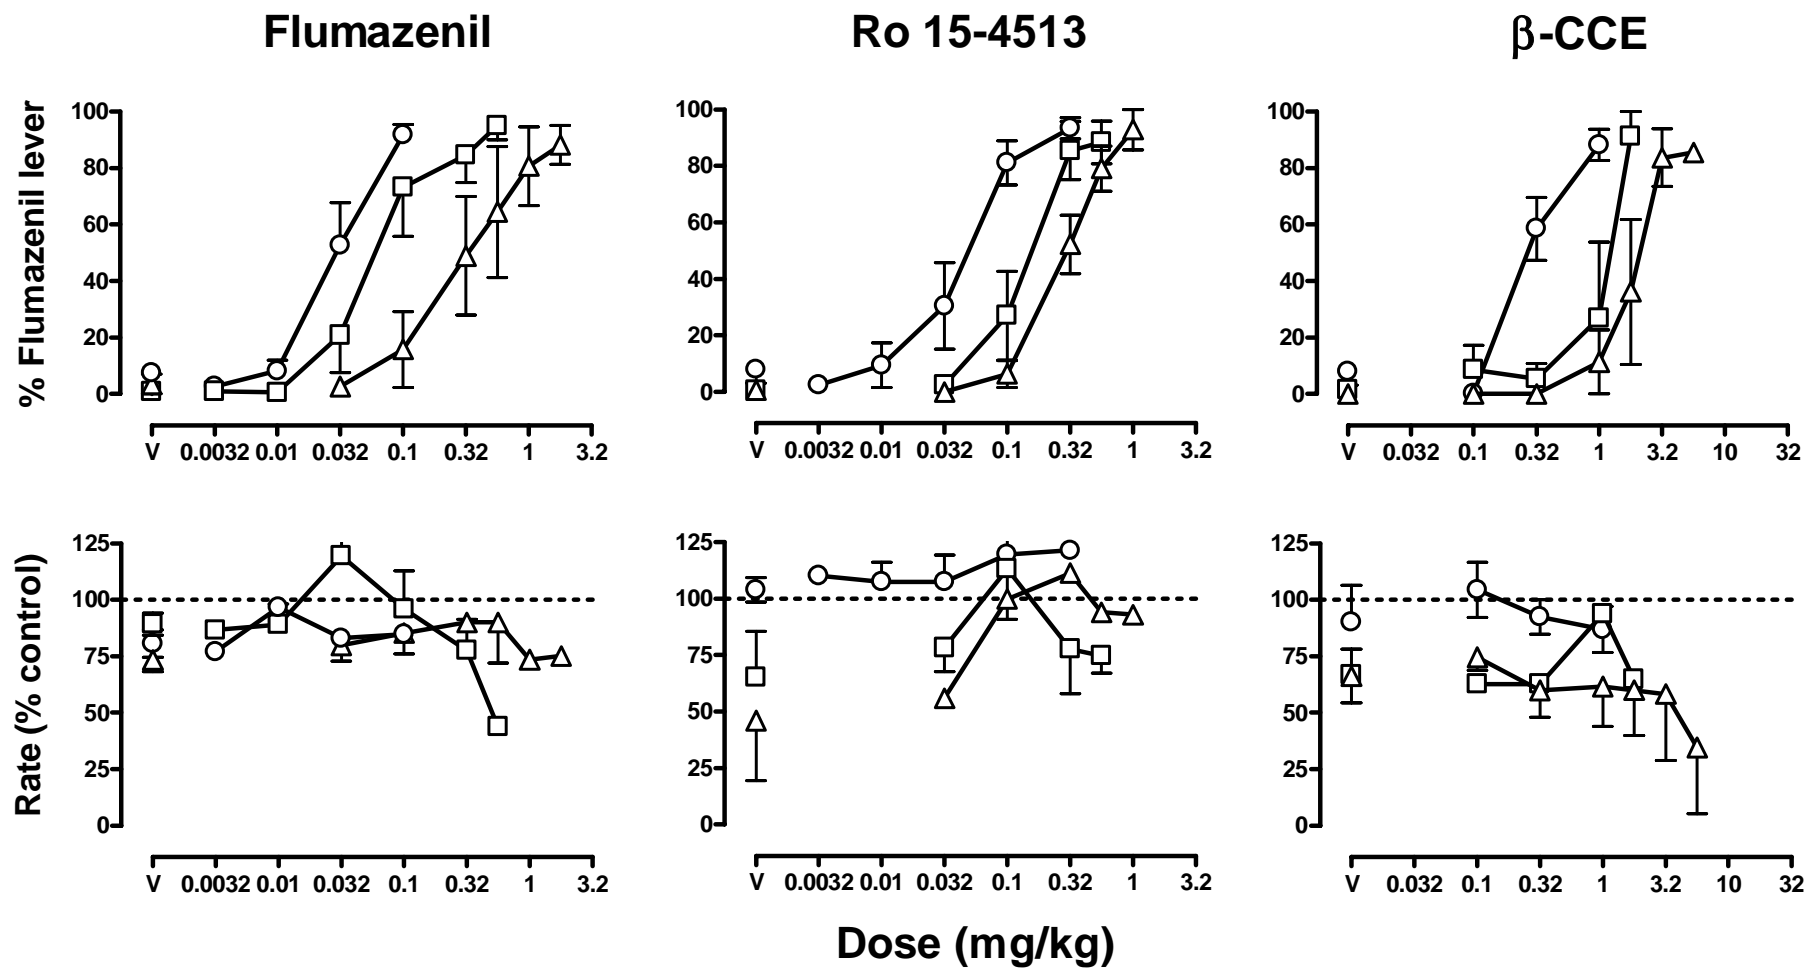 Flumazenil Ro 15-4513 β-CCE
% Flumazenil lever
100 100 100
80 80 80
60 60 60
40 40 40
20 20 20
0 0 0
V 0.0032 0.01 0.032 0.1 0.32 1 3.2 V 0.0032 0.01 0.032 0.1 0.32 1 3.2 V 0.032 0.1 0.32 1 3.2 10 32
Rate (% control)
125 125 125
100 100 100
75 75 75
50 50 50
25 25 25
0 0 0
V 0.0032 0.01 0.032 0.1 0.32 1 3.2 V 0.0032 0.01 0.032 0.1 0.32 1 3.2 V 0.032 0.1 0.32 1 3.2 10 32
Dose (mg/kg)